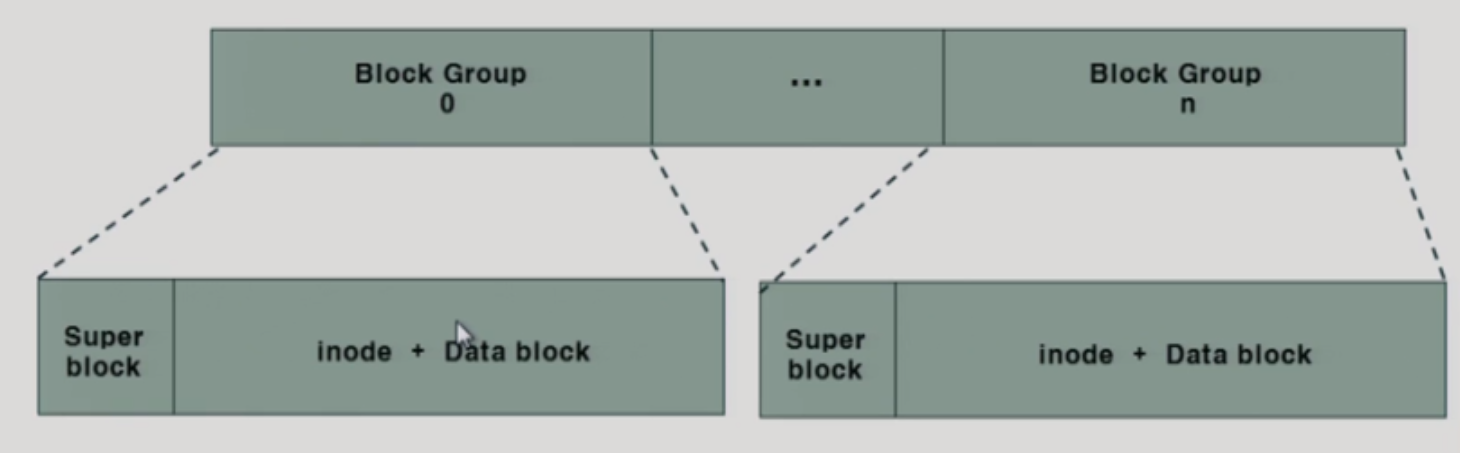 Block Group
0
...
Block Group
n
Super
block
inode + Data block
Super
block
inode + Data block